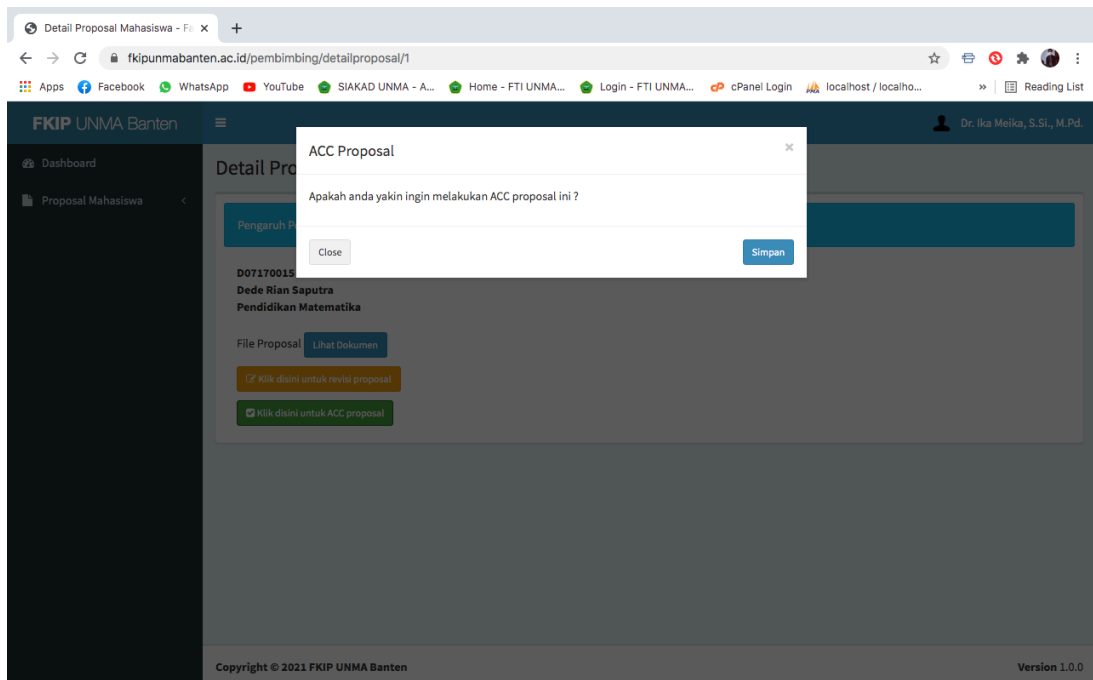 Detail Proposal Mahasiswa - Fa
fkipunmabanten.ac.id/pembimbing/detailproposal/1
Apps Facebook WhatsApp YouTube SIAKAD UNMA - A... Home - FTI UNMA... Login - FTI UNMA... cPanel Login localhost / localho... » Reading List
FKIP UNMA Banten Dr. Ika Meika, S.Si., M.Pd.
Dashboard
Proposal Mahasiswa
Detail Pro
ACC Proposal ×
Apakah anda yakin ingin melakukan ACC proposal ini ?
Close Simpan
Pengaruh P
D07170015
Dede Rian Saputra
Pendidikan Matematika
File Proposal Lihat Dokumen
Klik disini untuk revisi proposal
Klik disini untuk ACC proposal
Copyright © 2021 FKIP UNMA Banten Version 1.0.0